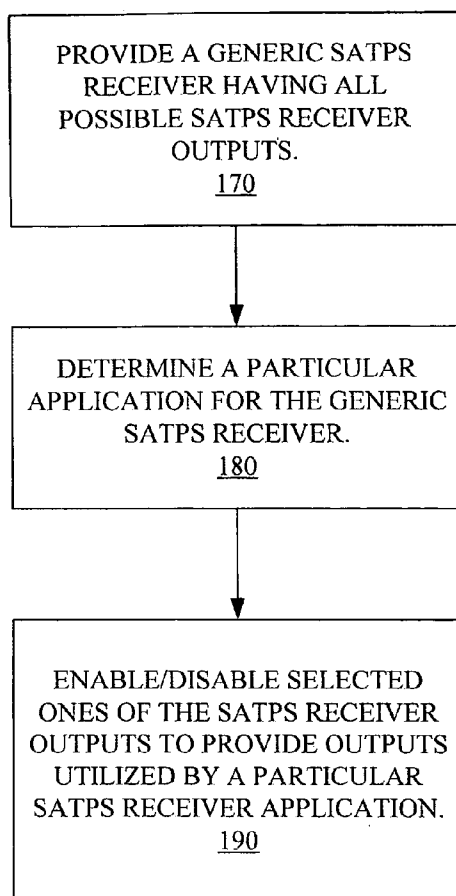 PROVIDE A GENERIC SATPS
RECEIVER HAVING ALL
POSSIBLE SATPS RECEIVER
OUTPUTS.
170
DETERMINE A PARTICULAR
APPLICATION FOR THE GENERIC
SATPS RECEIVER.
180
ENABLE/DISABLE SELECTED
ONES OF THE SATPS RECEIVER
OUTPUTS TO PROVIDE OUTPUTS
UTILIZED BY A PARTICULAR
SATPS RECEIVER APPLICATION.
190